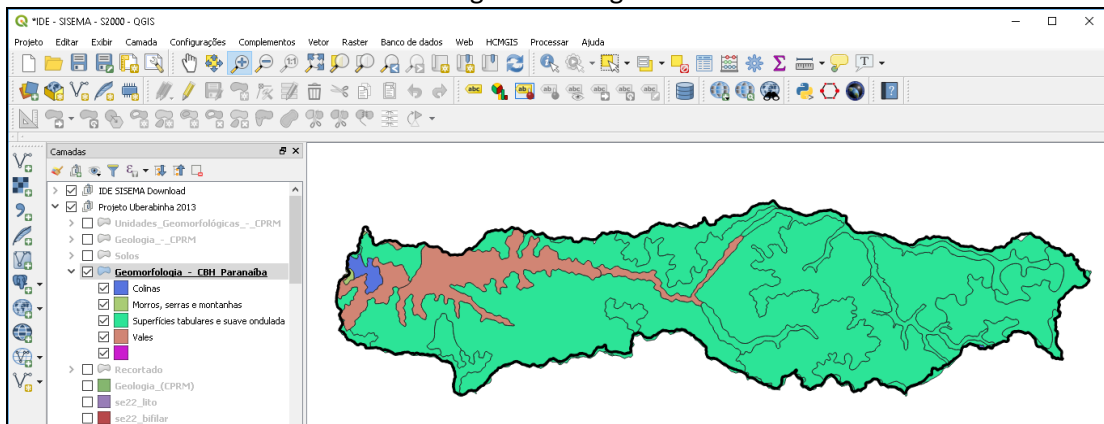 *IDE - SISEMA - S2000 - QGIS
Projeto Editar Exibir Camada Configurações Complementos Vetor Raster Banco de dados Web HCMGIS Processar Ajuda
Camadas
IDE SISEMA Download
Projeto Uberabinha 2013
Unidades_Geomorfológicas_-_CPRM
Geologia_-_CPRM
Solos
Geomorfologia - CBH Paranaíba
Colinas
Morros, serras e montanhas
Superfícies tabulares e suave ondulada
Vales
Recortado
Geologia_(CPRM)
se22_lito
se22_bifilar